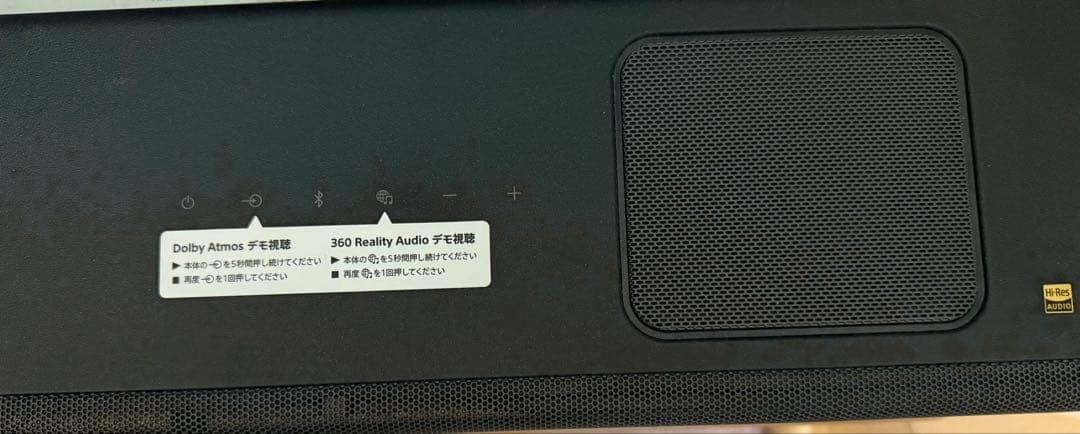 Dolby Atmos デモ視聴
▶ 本体の を5秒間押し続けてください
■ 再度 を1回押してください
360 Reality Audio デモ視聴
▶ 本体の を5秒間押し続けてください
■ 再度 を1回押してください
Hi-Res
AUDIO